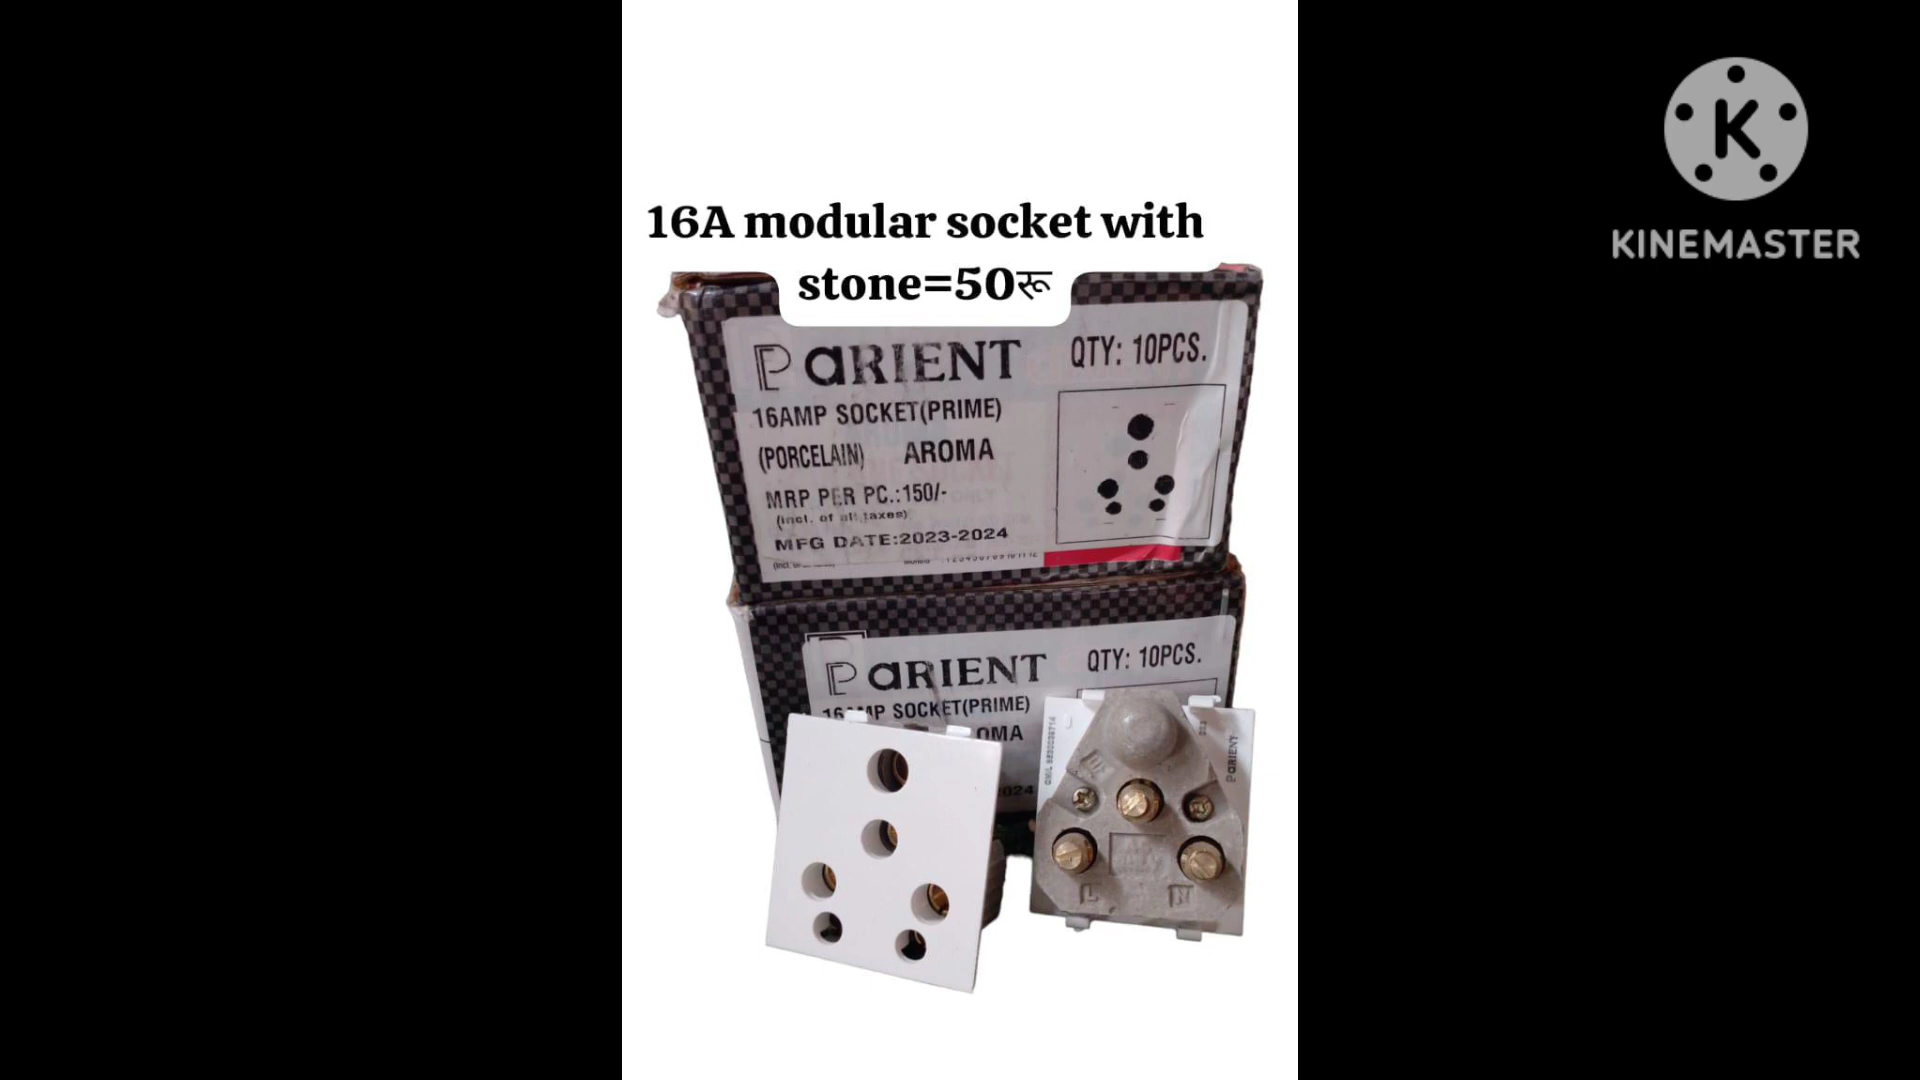 16A modular socket with
stone=50रू
KINEMASTER
PARIENT QTY: 10PCS.
16AMP SOCKET(PRIME)
(PORCELAIN) AROMA
MRP PER PC.:150/-
(incl. of all taxes)
MFG DATE:2023-2024
PARIENT QTY: 10PCS.
16AMP SOCKET(PRIME)
OMA
2024
PARIENT
L N